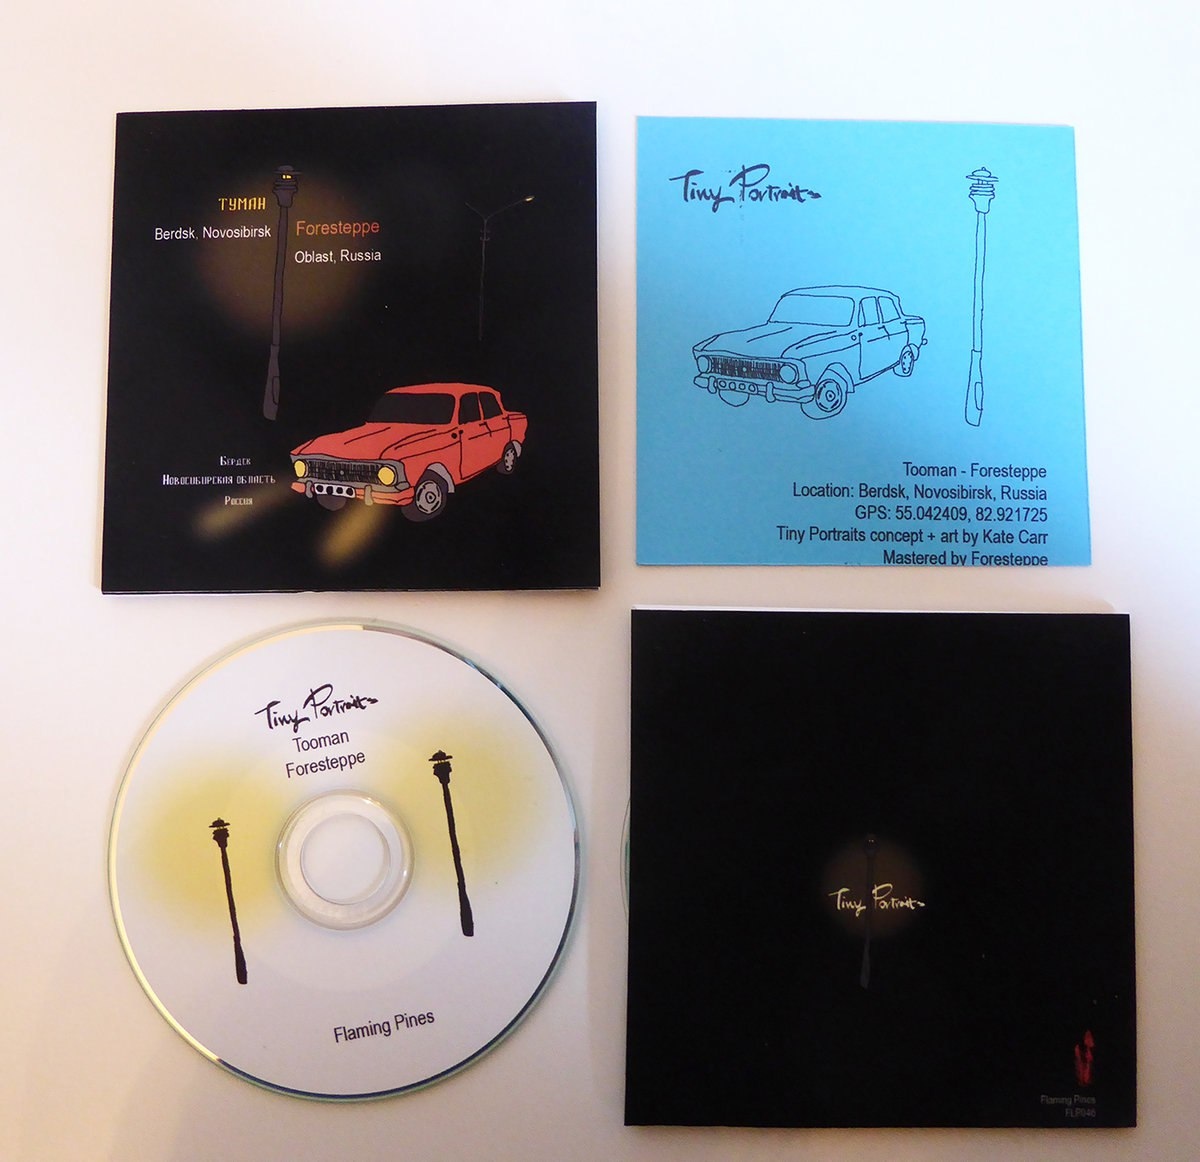 ТУМАН
Berdsk, Novosibirsk
Foresteppe
Oblast, Russia
Бердск
Новосибирская область
Россия
Tiny Portraits
Tooman - Foresteppe
Location: Berdsk, Novosibirsk, Russia
GPS: 55.042409, 82.921725
Tiny Portraits concept + art by Kate Carr
Mastered by Foresteppe
Tiny Portraits
Tooman
Foresteppe
Flaming Pines
Tiny Portraits
Flaming Pines
FLP046